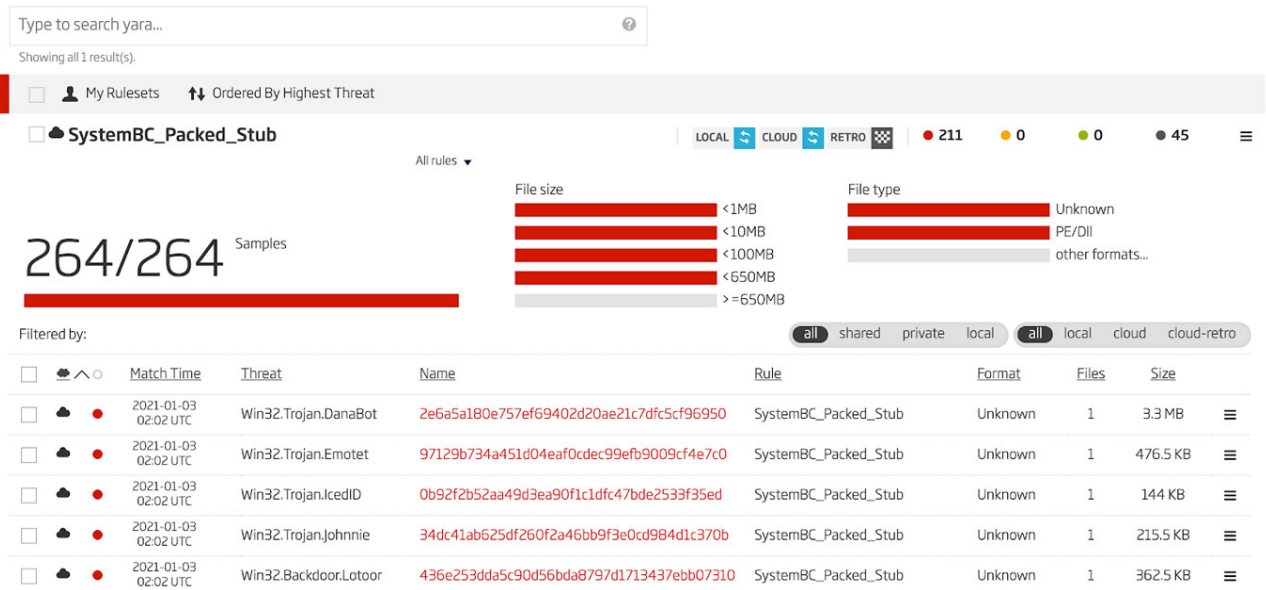 Type to search yara...
?
Showing all 1 result(s).
My Rulesets Ordered By Highest Threat
SystemBC_Packed_Stub LOCAL CLOUD RETRO 211 0 0 45
All rules
File size File type
<1MB Unknown
<10MB PE/Dll
<100MB other formats...
<650MB
>=650MB
264/264 Samples
Filtered by: all shared private local all local cloud cloud-retro
Match Time Threat Name Rule Format Files Size
2021-01-03
02:02 UTC Win32.Trojan.DanaBot 2e6a5a180e757ef69402d20ae21c7dfc5cf96950 SystemBC_Packed_Stub Unknown 1 3.3 MB
2021-01-03
02:02 UTC Win32.Trojan.Emotet 97129b734a451d04eaf0cdec99efb9009cf4e7c0 SystemBC_Packed_Stub Unknown 1 476.5 KB
2021-01-03
02:02 UTC Win32.Trojan.IcedID 0b92f2b52aa49d3ea90f1c1dfc47bde2533f35ed SystemBC_Packed_Stub Unknown 1 144 KB
2021-01-03
02:02 UTC Win32.Trojan.Johnnie 34dc41ab625df260f2a46bb9f3e0cd984d1c370b SystemBC_Packed_Stub Unknown 1 215.5 KB
2021-01-03
02:02 UTC Win32.Backdoor.Lotoor 436e253dda5c90d56bda8797d1713437ebb07310 SystemBC_Packed_Stub Unknown 1 362.5 KB